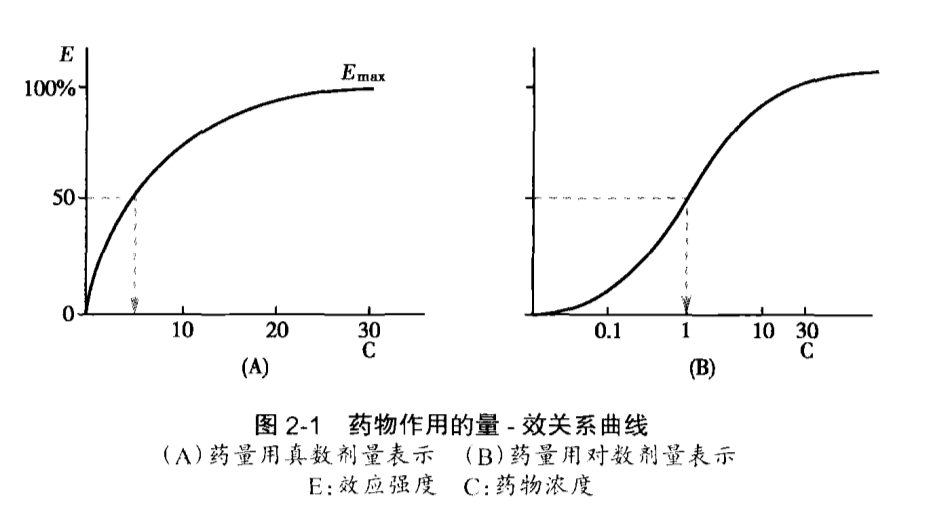 E
E max
100%
50
0
10 20 30
C
(A)
0.1 1 10 30
C
(B)
图 2-1 药物作用的量 - 效关系曲线
(A)药量用真数剂量表示 (B)药量用对数剂量表示
E:效应强度 C:药物浓度